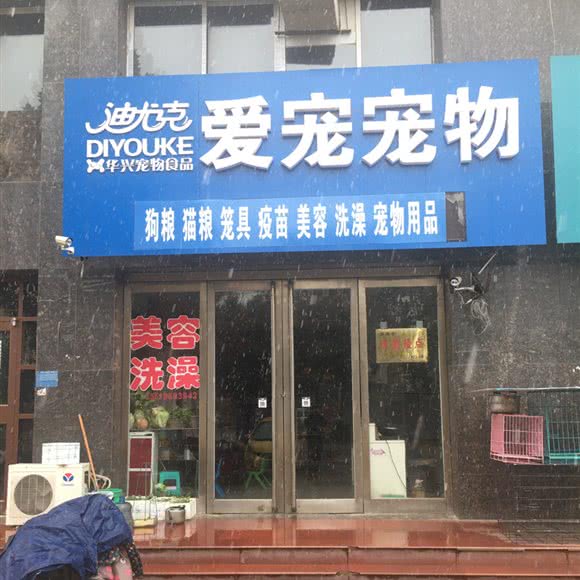 迪尤克
DIYOUKE
华兴宠物食品
爱宠宠物
狗粮 猫粮 笼具 疫苗 美容 洗澡 宠物用品
美容
洗澡